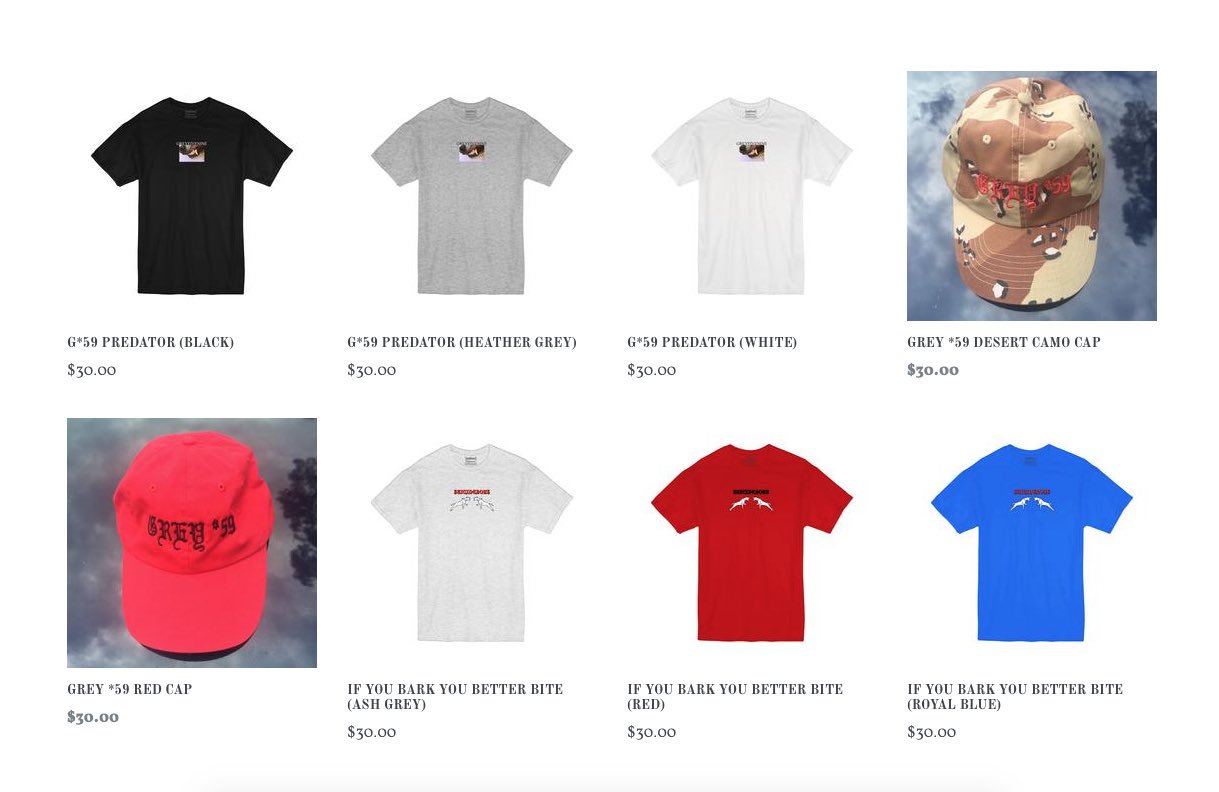 G*59 PREDATOR (BLACK)
$30.00
G*59 PREDATOR (HEATHER GREY)
$30.00
G*59 PREDATOR (WHITE)
$30.00
GREY *59
GREY *59 DESERT CAMO CAP
$30.00
GREY *59
GREY *59 RED CAP
$30.00
IF YOU BARK YOU BETTER BITE
(ASH GREY)
$30.00
IF YOU BARK YOU BETTER BITE
(RED)
$30.00
IF YOU BARK YOU BETTER BITE
(ROYAL BLUE)
$30.00